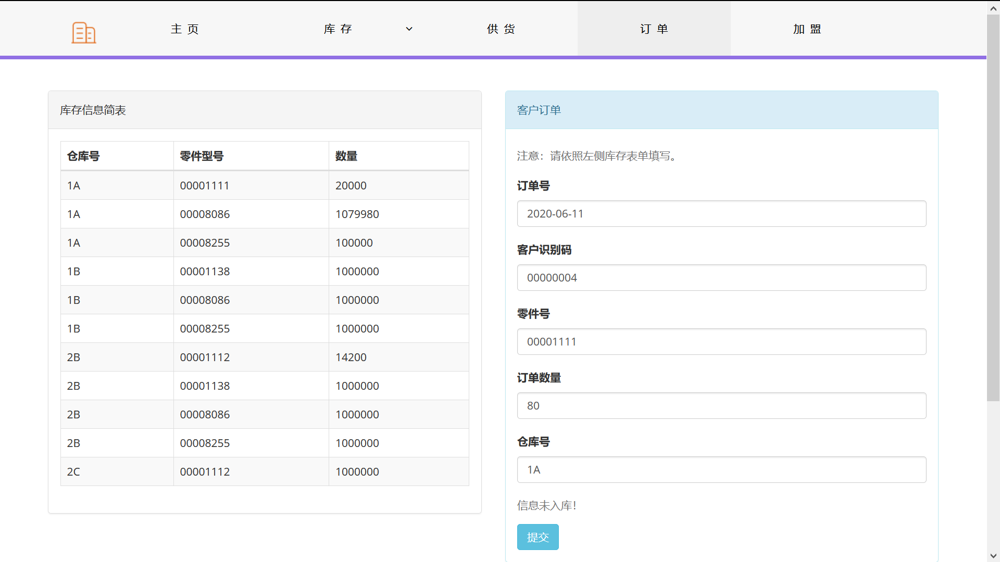 主 页 库 存 供 货 订 单 加 盟
库存信息简表
仓库号 零件型号 数量
1A 00001111 20000
1A 00008086 1079980
1A 00008255 100000
1B 00001138 1000000
1B 00008086 1000000
1B 00008255 1000000
2B 00001112 14200
2B 00001138 1000000
2B 00008086 1000000
2B 00008255 1000000
2C 00001112 1000000
客户订单
注意：请依照左侧库存表单填写。
订单号
2020-06-11
客户识别码
00000004
零件号
00001111
订单数量
80
仓库号
1A
信息未入库！
提交